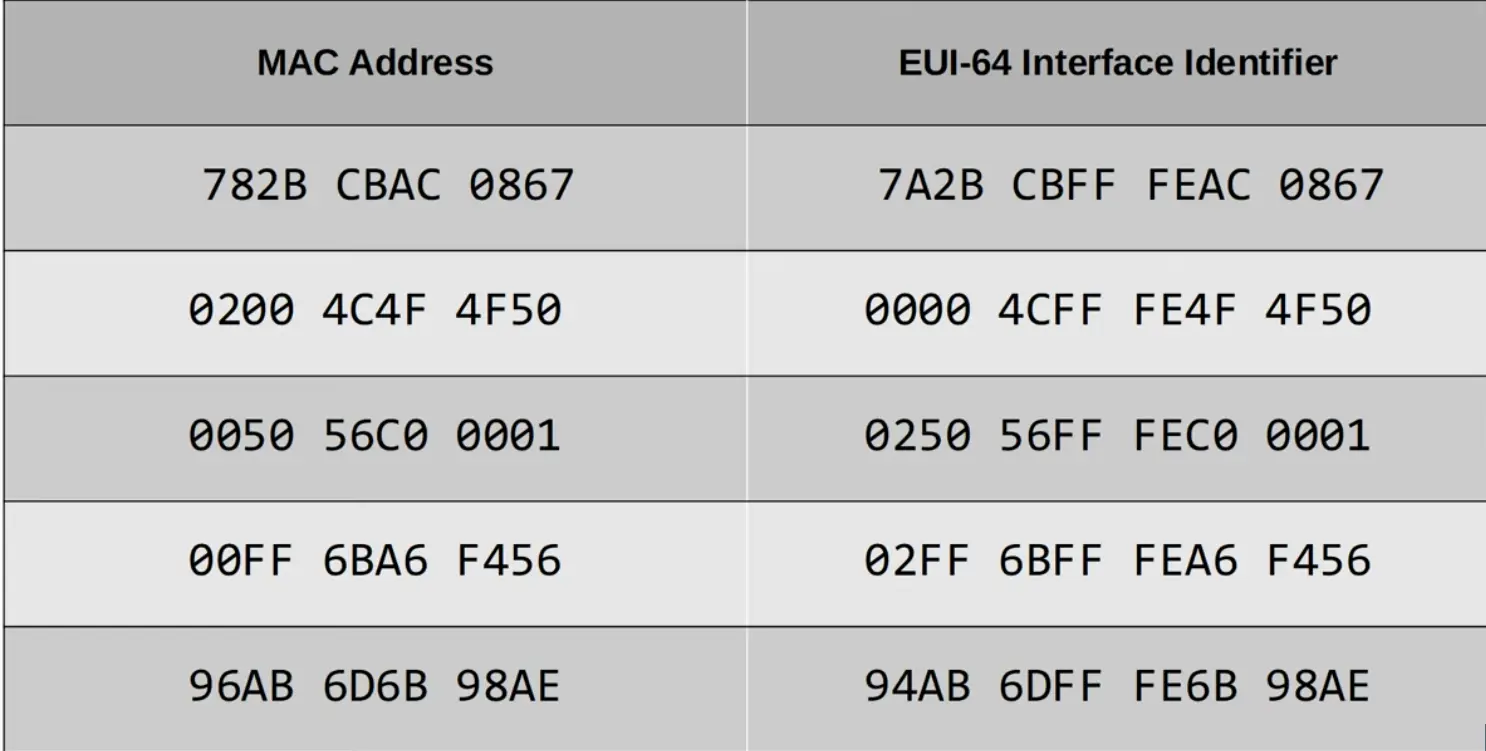 MAC Address EUI-64 Interface Identifier
782B CBAC 0867 7A2B CBFF FEAC 0867
0200 4C4F 4F50 0000 4CFF FE4F 4F50
0050 56C0 0001 0250 56FF FEC0 0001
00FF 6BA6 F456 02FF 6BFF FEA6 F456
96AB 6D6B 98AE 94AB 6DFF FE6B 98AE